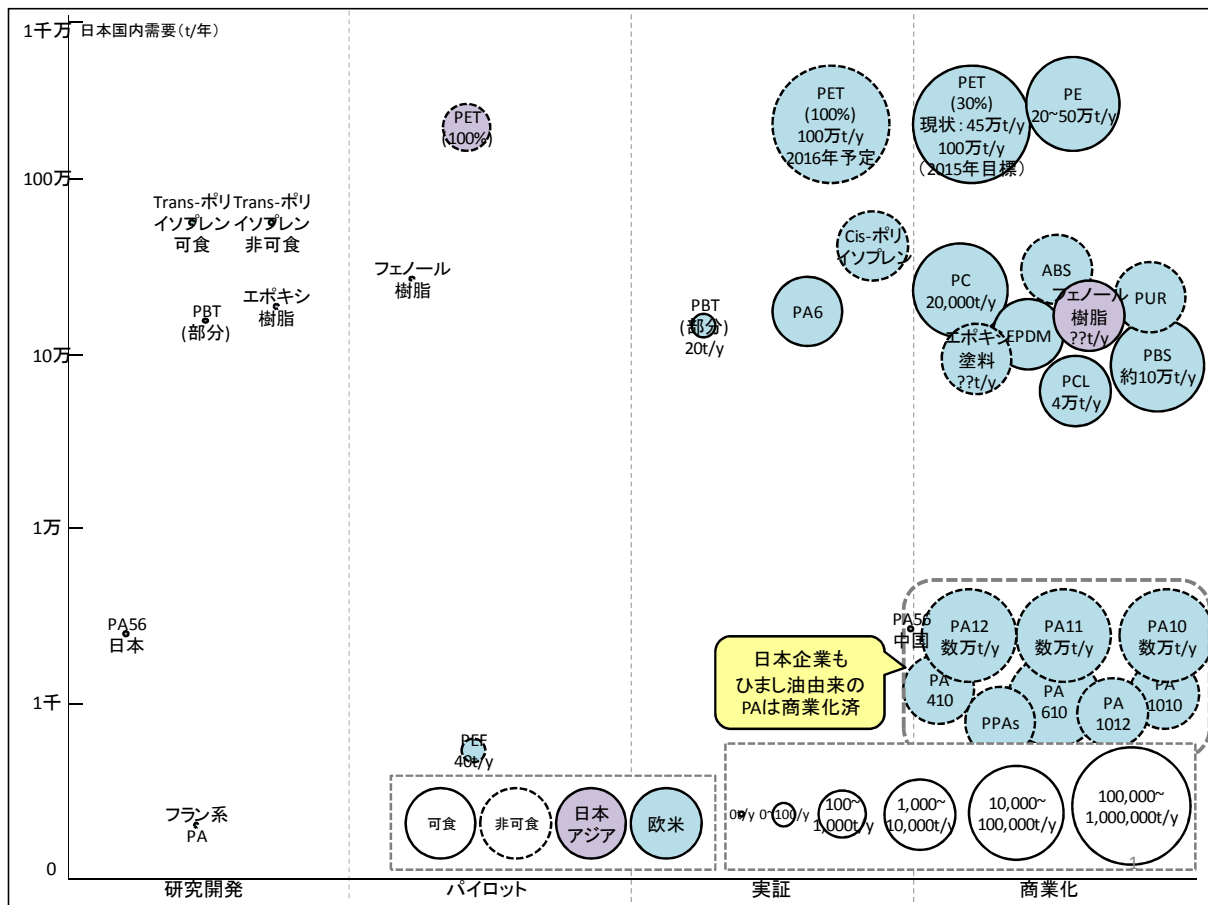 1千万
日本国内需要(t/年)
100万
10万
1万
1千
0
研究開発
パイロット
実証
商業化
PET
(100%)
PET
(100%)
100万t/y
2016年予定
PET
(30%)
現状：45万t/y
100万t/y
(2015年目標)
PE
20~50万t/y
Trans-ポリ
イソプレン
可食
Trans-ポリ
イソプレン
非可食
フェノール
樹脂
PBT
(部分)
エポキシ
樹脂
PBT
(部分)
20t/y
PA6
Cis-ポリ
イソプレン
PC
20,000t/y
ABS
フェノール
樹脂
??t/y
PUR
EPDM
エポキシ
塗料
??t/y
PCL
4万t/y
PBS
約10万t/y
PA56
日本
PA56
中国
PA12
数万t/y
PA11
数万t/y
PA10
数万t/y
PA
410
PPAs
PA
610
PA
1012
PA
1010
日本企業も
ひまし油由来の
PAは商業化済
PEF
40t/y
フラン系
PA
可食
非可食
日本
アジア
欧米
0t/y
0~100/y
100~
1,000t/y
1,000~
10,000t/y
10,000~
100,000t/y
100,000~
1,000,000t/y
1